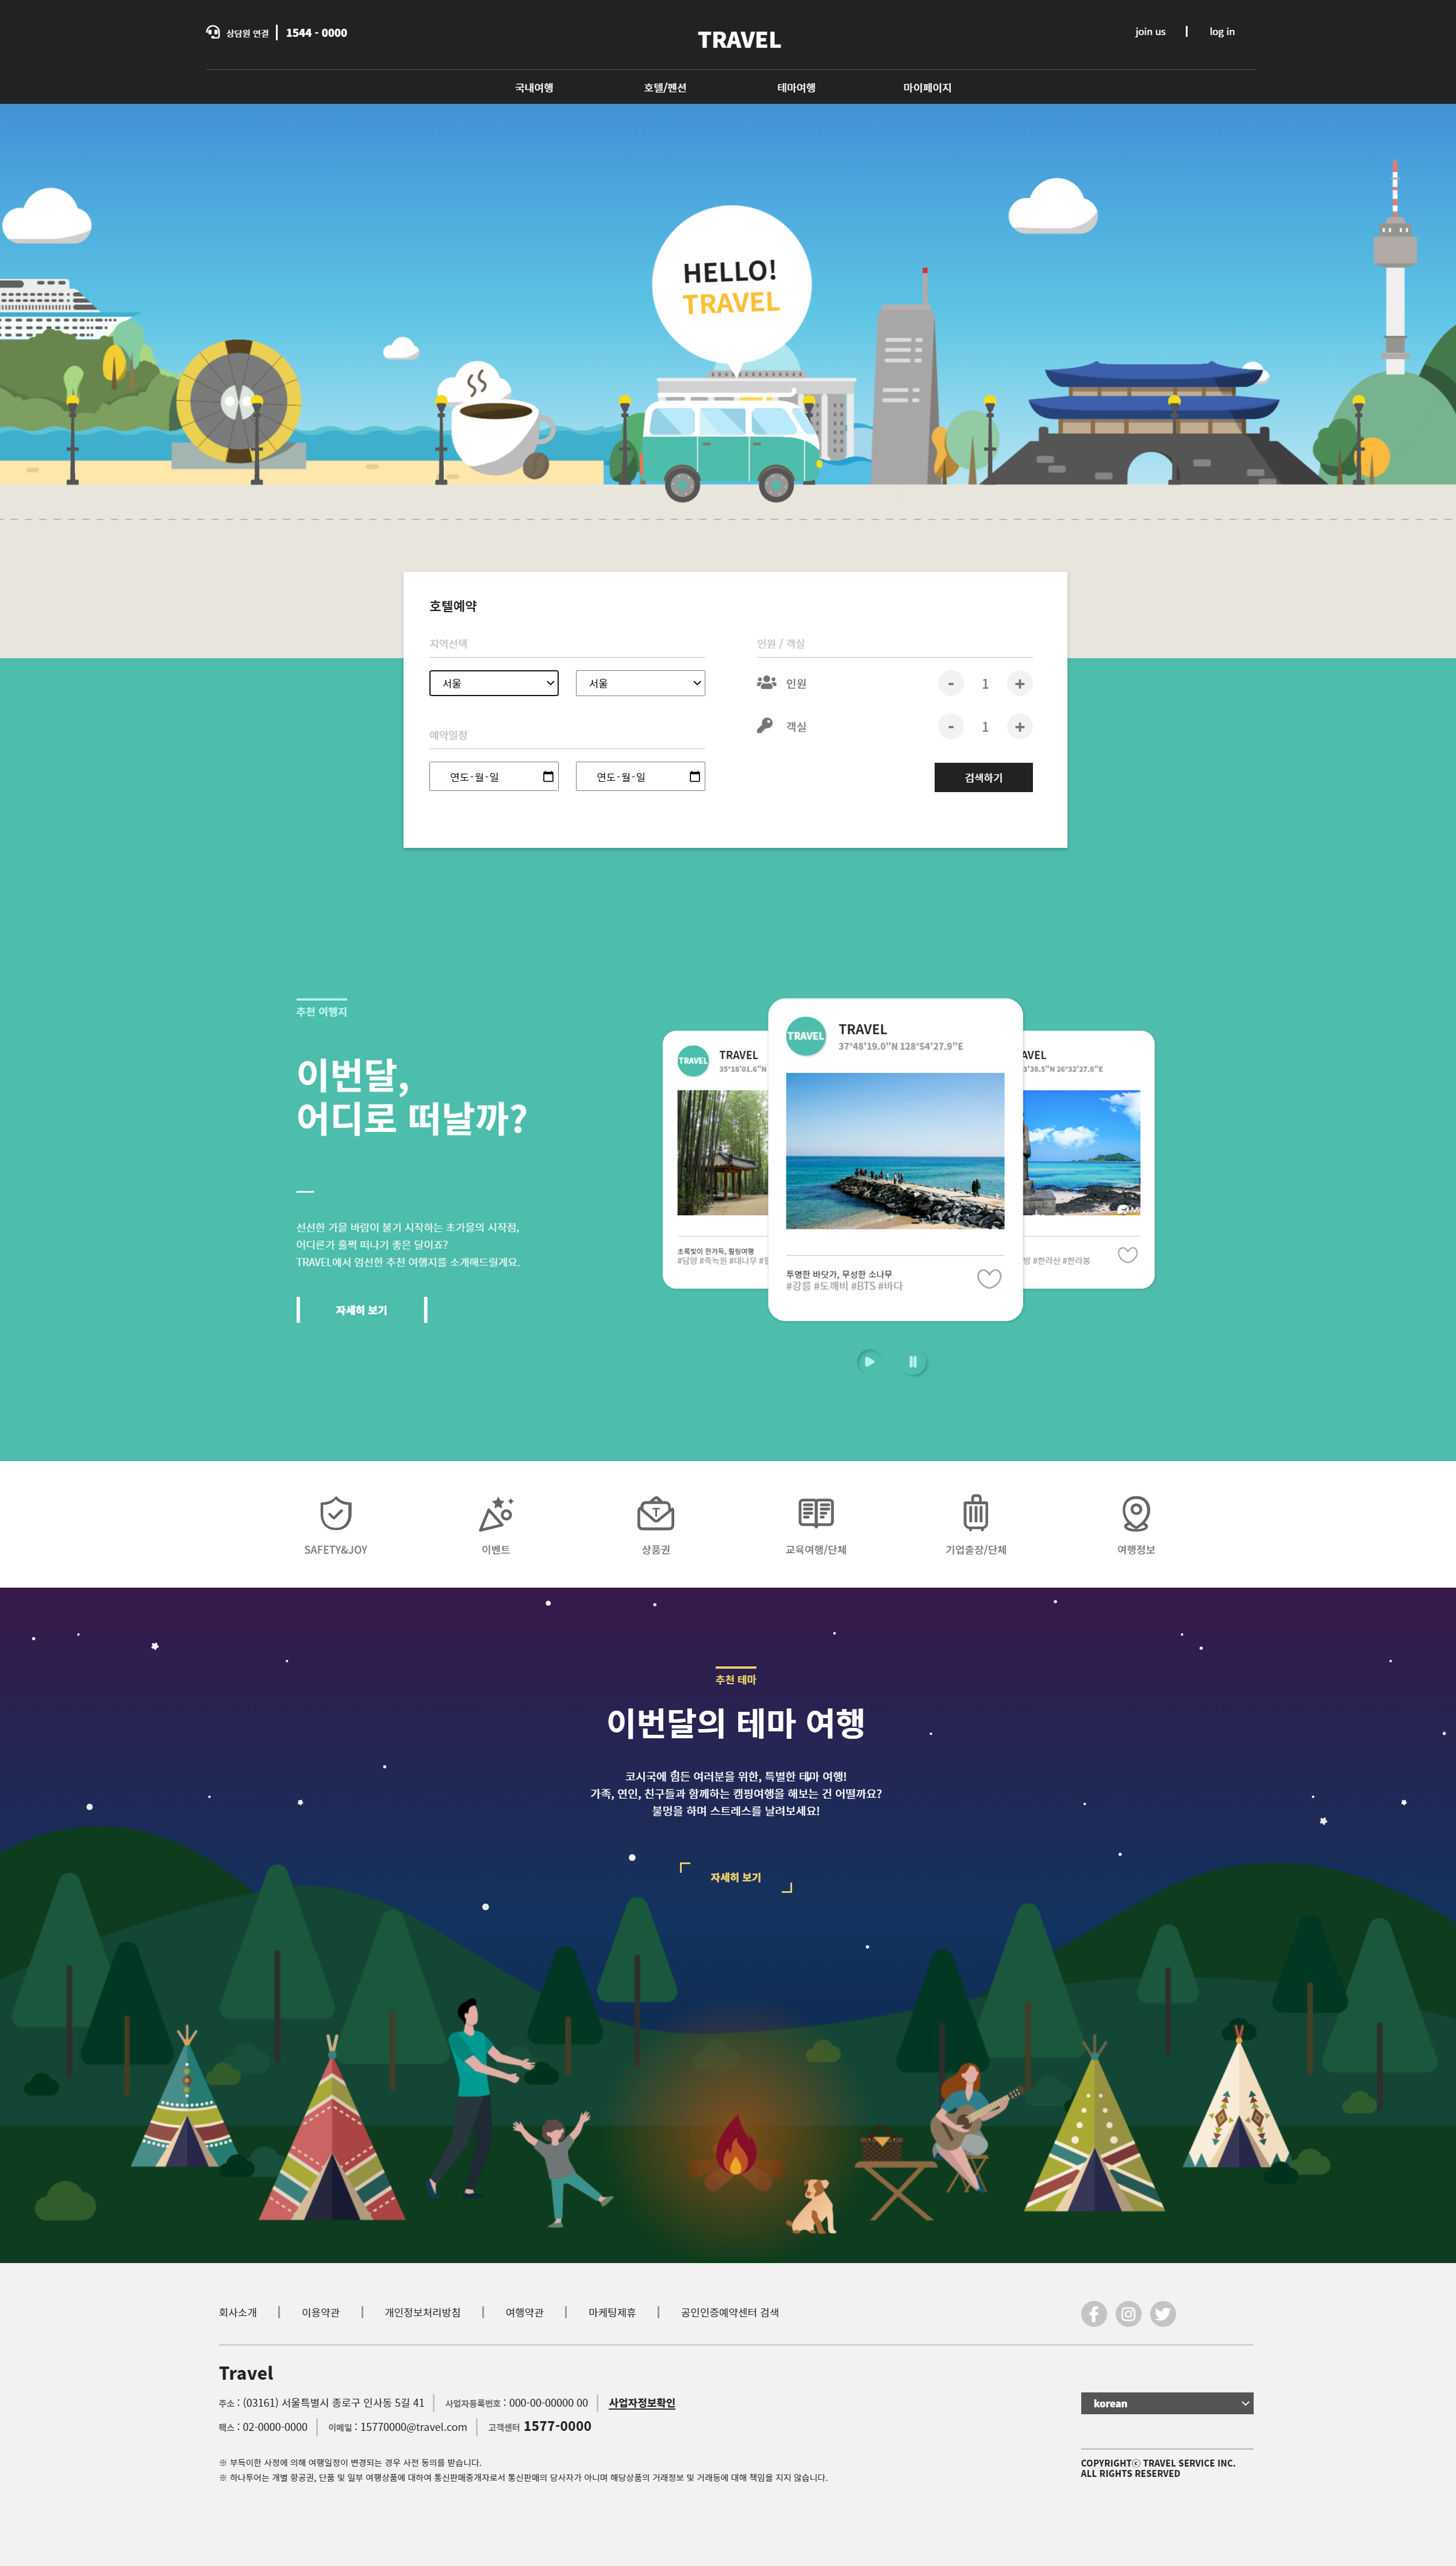 상담원 연결 | 1544 - 0000
TRAVEL
join us | log in
국내여행 호텔/펜션 테마여행 마이페이지
HELLO!
TRAVEL
호텔예약
지역선택
서울 서울
예약일정
연도-월-일 연도-월-일
인원 / 객실
인원 - 1 +
객실 - 1 +
검색하기
추천 여행지
이번달,
어디로 떠날까?
선선한 가을 바람이 불기 시작하는 초가을의 시작점,
어디론가 훌쩍 떠나기 좋은 달이죠?
TRAVEL에서 엄선한 추천 여행지를 소개해드릴게요.
자세히 보기
TRAVEL
TRAVEL
35°18'01.6"N
초록빛이 한가득, 힐링여행
#담양 #죽녹원 #대나무
TRAVEL
TRAVEL
37°48'19.0"N 128°54'27.9"E
투명한 바닷가, 무성한 소나무
#강릉 #도깨비 #BTS #바다
AVEL
3'38.5"N 26°32'27.8"E
방 #한라산 #한라봉
SAFETY&JOY
이벤트
T
상품권
교육여행/단체
기업출장/단체
여행정보
추천 테마
이번달의 테마 여행
코시국에 힘든 여러분을 위한, 특별한 테마 여행!
가족, 연인, 친구들과 함께하는 캠핑여행을 해보는 건 어떨까요?
불멍을 하며 스트레스를 날려보세요!
자세히 보기
회사소개 | 이용약관 | 개인정보처리방침 | 여행약관 | 마케팅제휴 | 공인인증예약센터 검색
Travel
주소 : (03161) 서울특별시 종로구 인사동 5길 41 | 사업자등록번호 : 000-00-00000 00 | 사업자정보확인
팩스 : 02-0000-0000 | 이메일 : 15770000@travel.com | 고객센터 1577-0000
※ 부득이한 사정에 의해 여행일정이 변경되는 경우 사전 동의를 받습니다.
※ 하나투어는 개별 항공권, 단품 및 일부 여행상품에 대하여 통신판매중개자로서 통신판매의 당사자가 아니며 해당상품의 거래정보 및 거래등에 대해 책임을 지지 않습니다.
korean
COPYRIGHTⓒ TRAVEL SERVICE INC.
ALL RIGHTS RESERVED